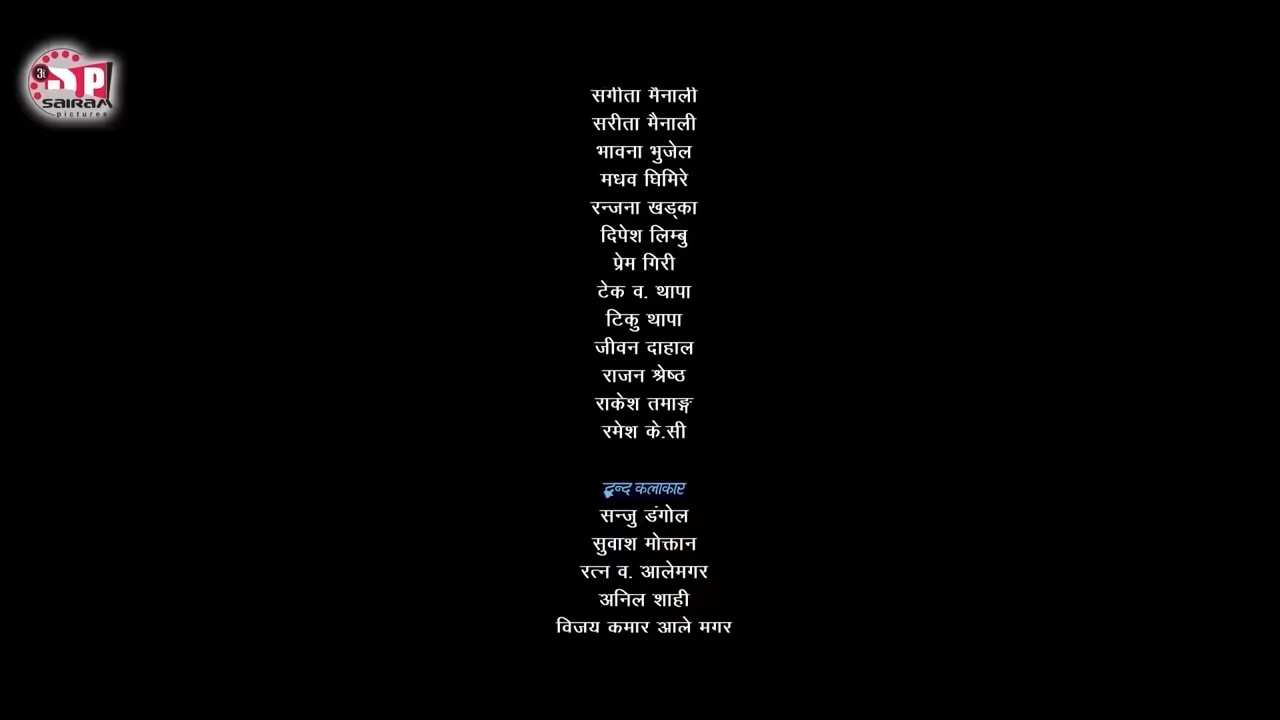 SAIRAM
pictures
सगीता मैनाली
सरीता मैनाली
भावना भुजेल
मधव घिमिरे
रन्जना खड्का
दिपेश लिम्बु
प्रेम गिरी
टेक व. थापा
टिकु थापा
जीवन दाहाल
राजन श्रेष्ठ
राकेश तमाङ्ग
रमेश के.सी
द्वन्द कलाकार
सन्जु डंगोल
सुवाश मोक्तान
रत्न व. आलेमगर
अनिल शाही
विजय कुमार आले मगर